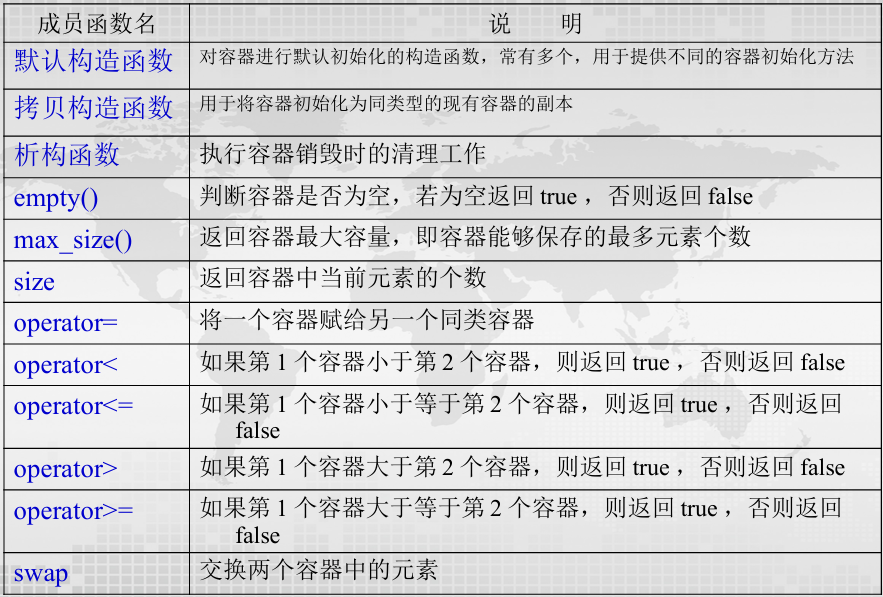 成员函数名 说 明
默认构造函数 对容器进行默认初始化的构造函数，常有多个，用于提供不同的容器初始化方法
拷贝构造函数 用于将容器初始化为同类型的现有容器的副本
析构函数 执行容器销毁时的清理工作
empty() 判断容器是否为空，若为空返回 true ，否则返回 false
max_size() 返回容器最大容量，即容器能够保存的最多元素个数
size 返回容器中当前元素的个数
operator= 将一个容器赋给另一个同类容器
operator< 如果第 1 个容器小于第 2 个容器，则返回 true ，否则返回 false
operator<= 如果第 1 个容器小于等于第 2 个容器，则返回 true ，否则返回
false
operator> 如果第 1 个容器大于第 2 个容器，则返回 true ，否则返回 false
operator>= 如果第 1 个容器大于等于第 2 个容器，则返回 true ，否则返回
false
swap 交换两个容器中的元素